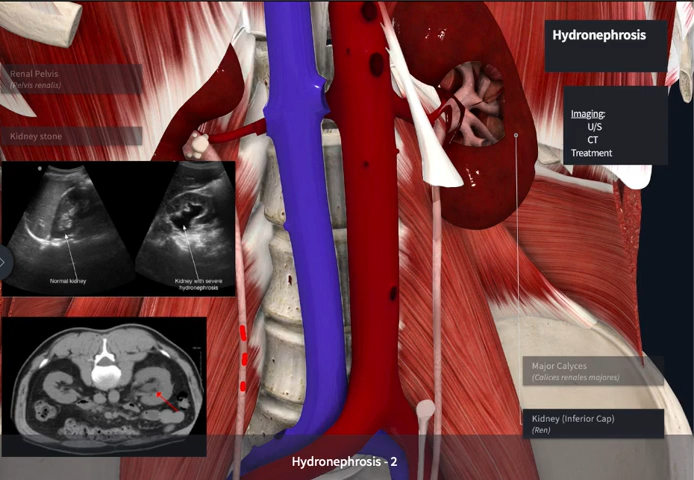 Hydronephrosis
Renal Pelvis
(Pelvis renalis)
Kidney stone
Imaging:
U/S
CT
Treatment
Normal kidney
Kidney with severe
hydronephrosis
Major Calyces
(Calices renales majores)
Kidney (Inferior Cap)
(Ren)
Hydronephrosis - 2